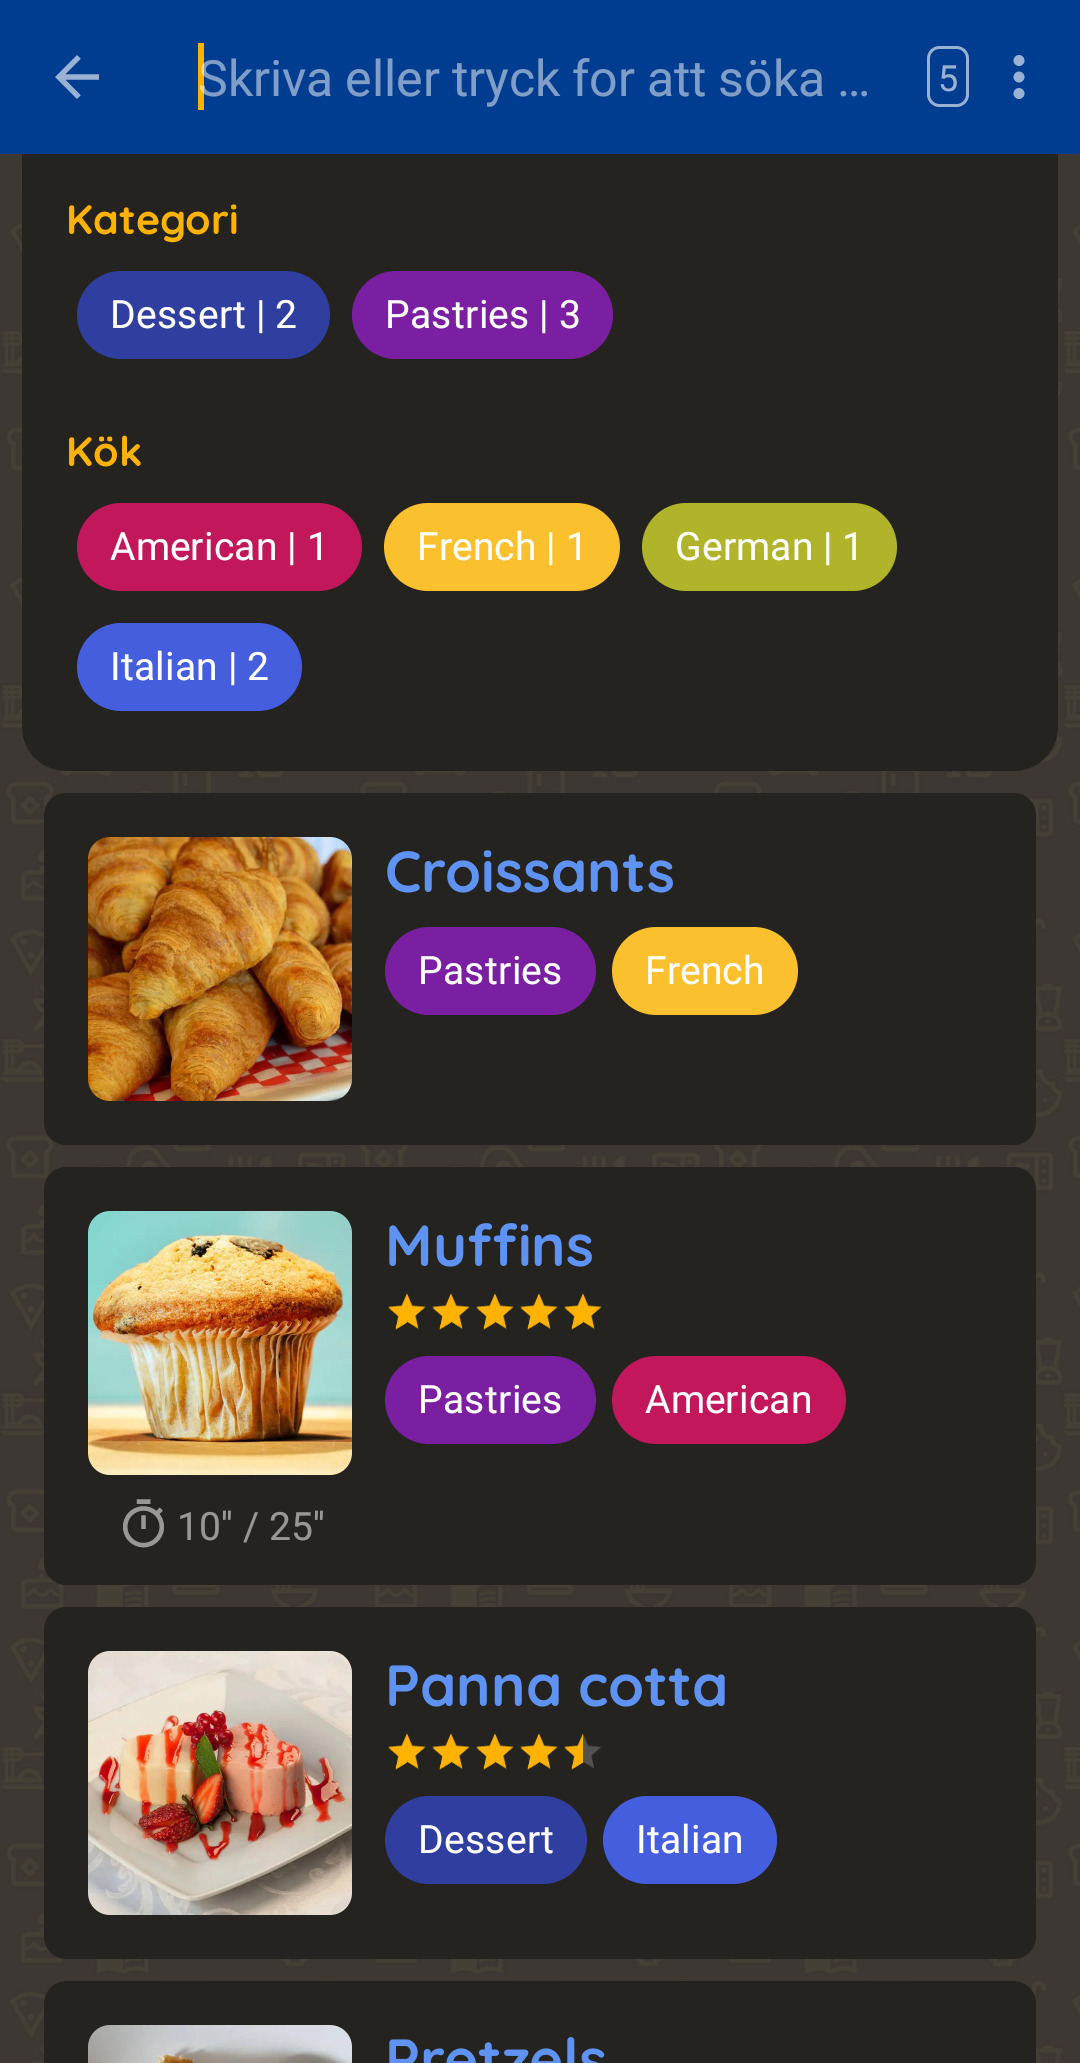 Skriva eller tryck for att söka ...
5
Kategori
Dessert | 2
Pastries | 3
Kök
American | 1
French | 1
German | 1
Italian | 2
Croissants
Pastries
French
Muffins
Pastries
American
10" / 25"
Panna cotta
Dessert
Italian
Pretzels